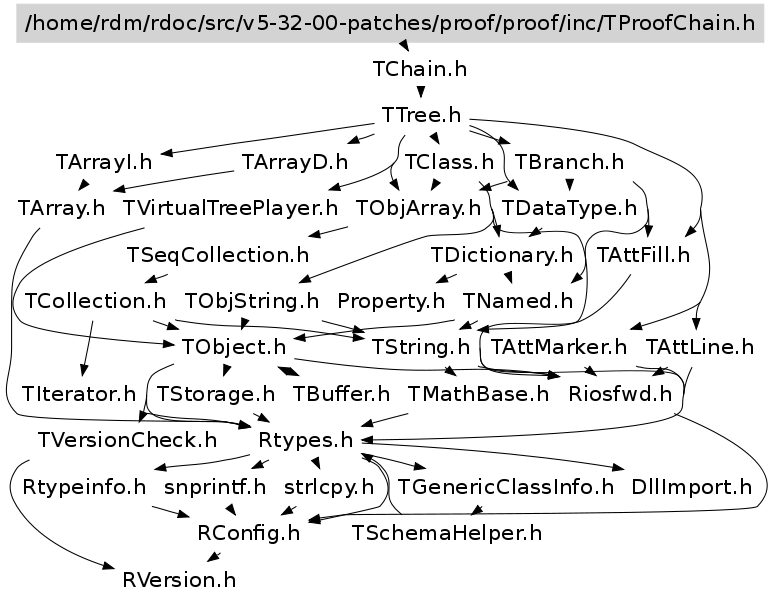 /home/rdm/rdoc/src/v5-32-00-patches/proof/proof/inc/TProofChain.h
TChain.h
TTree.h
TArrayI.h TArrayD.h TClass.h TBranch.h
TArray.h TVirtualTreePlayer.h TObjArray.h TDataType.h
TSeqCollection.h TDictionary.h TAttFill.h
TCollection.h TObjString.h Property.h TNamed.h
TObject.h TString.h TAttMarker.h TAttLine.h
TIterator.h TStorage.h TBuffer.h TMathBase.h Riosfwd.h
TVersionCheck.h Rtypes.h
Rtypeinfo.h snprintf.h strlcpy.h TGenericClassInfo.h DllImport.h
RConfig.h TSchemaHelper.h
RVersion.h